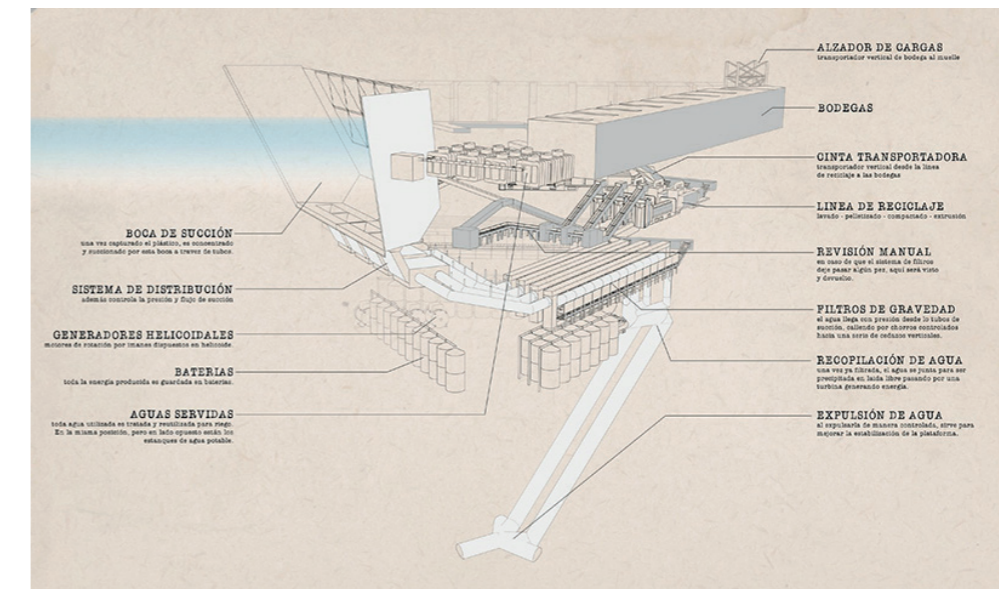 ALZADOR DE CARGAS
transportador vertical de bodega al muelle
BODEGAS
CINTA TRANSPORTADORA
transportador vertical desde la linea
de reciclaje a las bodegas
LINEA DE RECICLAJE
lavado - pelletizado - compactado - extrusión
REVISIÓN MANUAL
en caso de que el sistema de filtros
deje pasar algún pez, aquí será visto
y devuelto.
FILTROS DE GRAVEDAD
el agua llega con presión desde lo tubos de
succión, callendo por chorros controlados
hacia una serie de cedazos verticales.
RECOPILACIÓN DE AGUA
una vez ya filtrada, el agua se junta para ser
precipitada en caida libre pasando por una
turbina generando energía.
EXPULSIÓN DE AGUA
al expulsarla de manera controlada, sirve para
mejorar la estabilización de la plataforma.
BOCA DE SUCCIÓN
una vez capturado el plástico, es concentrado
y succionado por esta boca a travez de tubos.
SISTEMA DE DISTRIBUCIÓN
además controla la presión y flujo de succión
GENERADORES HELICOIDALES
motores de rotación por imanes dispuestos en helicoide.
BATERIAS
toda la energía producida es guardada en baterías.
AGUAS SERVIDAS
toda agua utilizada es tratada y reutilizada para riego.
En la misma posición, pero en lado opuesto están los
estanques de agua potable.